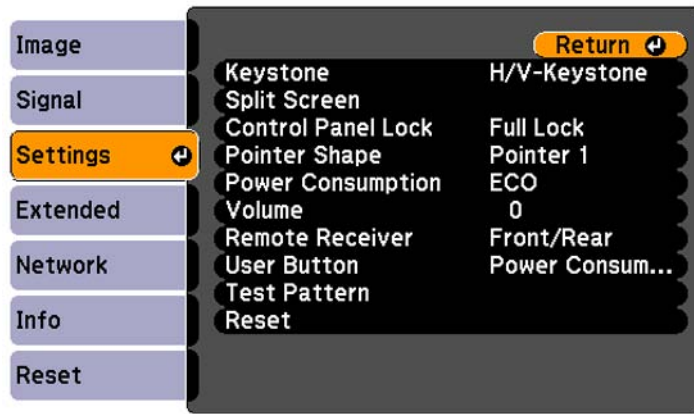 Image
Signal
Settings
Extended
Network
Info
Reset
Return
Keystone H/V-Keystone
Split Screen
Control Panel Lock Full Lock
Pointer Shape Pointer 1
Power Consumption ECO
Volume 0
Remote Receiver Front/Rear
User Button Power Consum...
Test Pattern
Reset